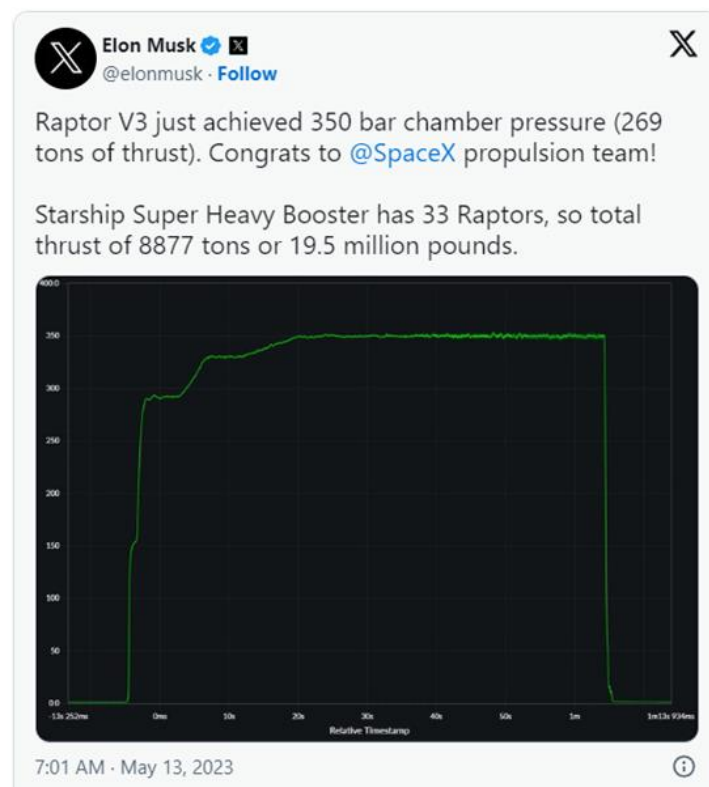 Elon Musk
@elonmusk · Follow
Raptor V3 just achieved 350 bar chamber pressure (269
tons of thrust). Congrats to @SpaceX propulsion team!
Starship Super Heavy Booster has 33 Raptors, so total
thrust of 8877 tons or 19.5 million pounds.
400.0
350
300
250
200
150
100
50
0.0
-13s 252ms 0ms 10s 20s 30s 40s 50s 1m 1m13s 934ms
Relative Timestamp
7:01 AM · May 13, 2023